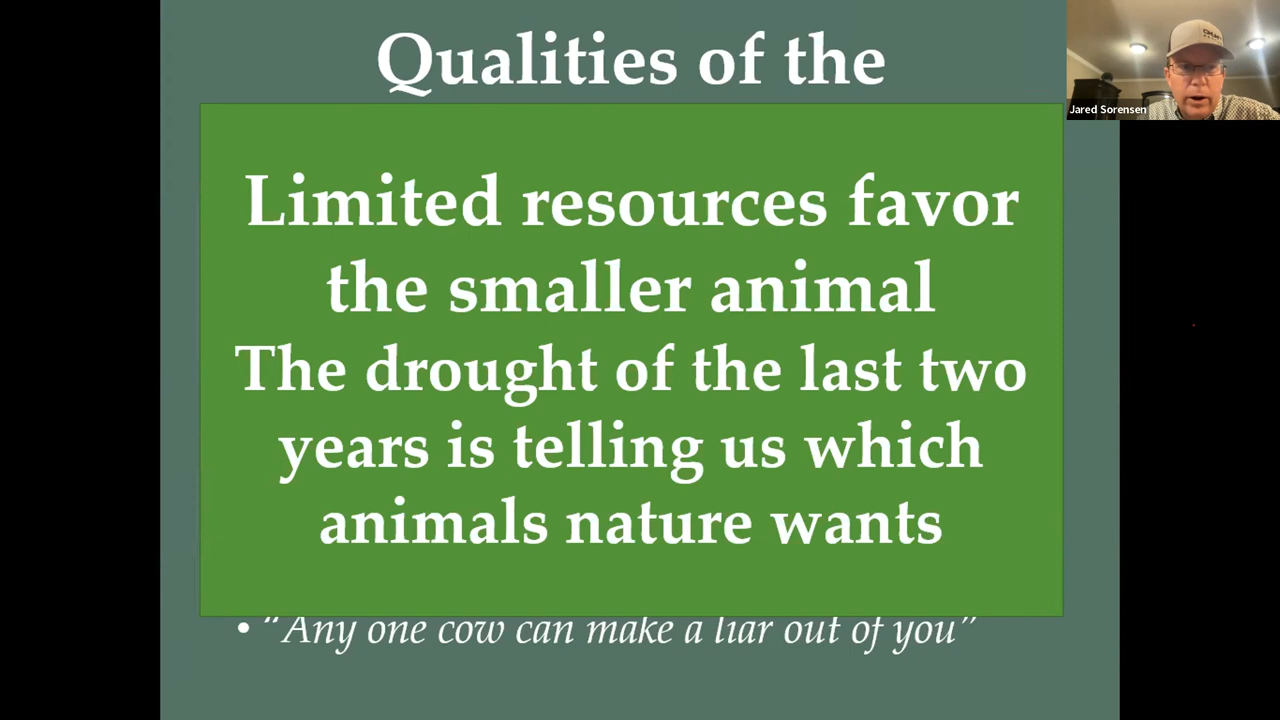 Qualities of the
Jared Sorensen
Limited resources favor
the smaller animal
The drought of the last two
years is telling us which
animals nature wants
• “Any one cow can make a liar out of you”